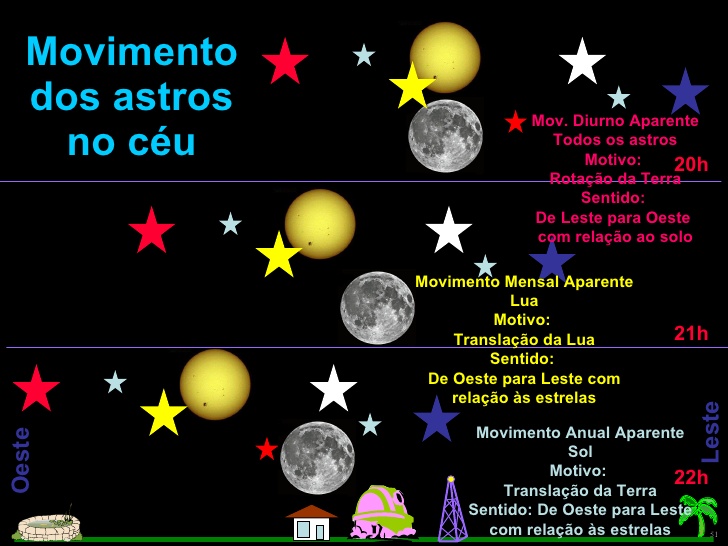 Movimento
dos astros
no céu
Mov. Diurno Aparente
Todos os astros
Motivo:
Rotação da Terra
Sentido:
De Leste para Oeste
com relação ao solo
20h
Movimento Mensal Aparente
Lua
Motivo:
Translação da Lua
Sentido:
De Oeste para Leste com
relação às estrelas
21h
Movimento Anual Aparente
Sol
Motivo:
Translação da Terra
Sentido: De Oeste para Leste
com relação às estrelas
22h
Oeste
Leste